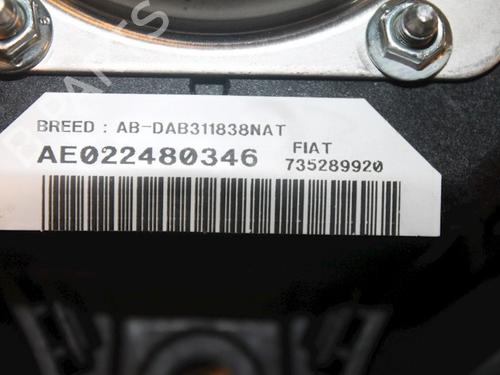 BREED : AB-DAB311838NAT
AE022480346
FIAT
735289920